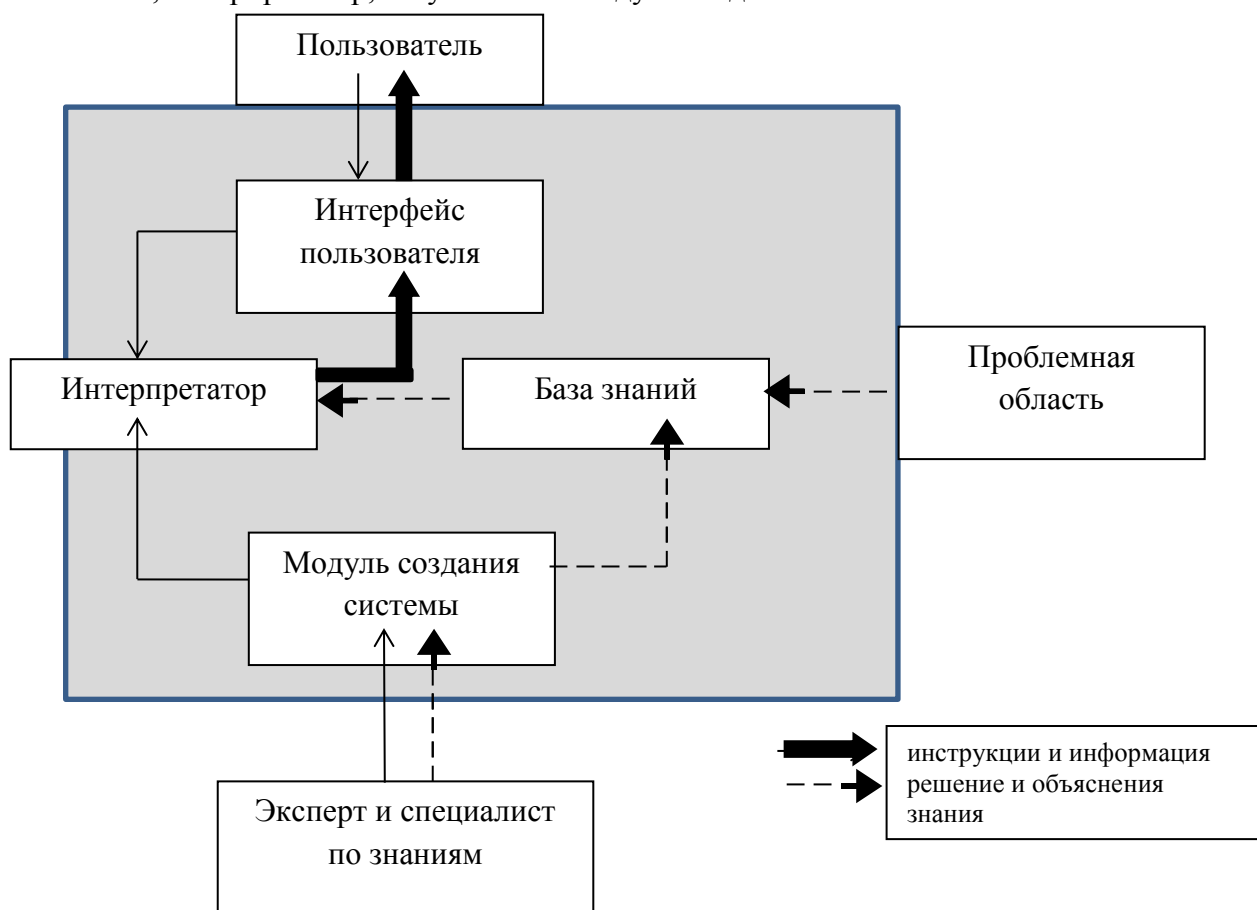 Пользователь
Интерфейс
пользователя
Интерпретатор
База знаний
Проблемная
область
Модуль создания
системы
инструкции и информация
решение и объяснения
знания
Эксперт и специалист
по знаниям